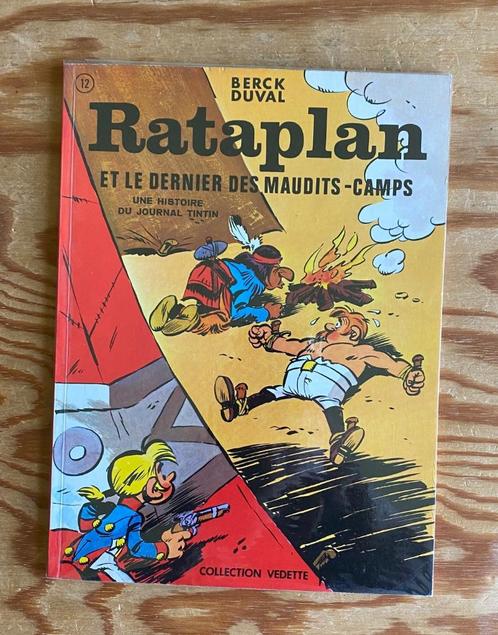 12
BERCK
DUVAL
Rataplan
ET LE DERNIER DES MAUDITS-CAMPS
UNE HISTOIRE
DU JOURNAL TINTIN
COLLECTION VEDETTE